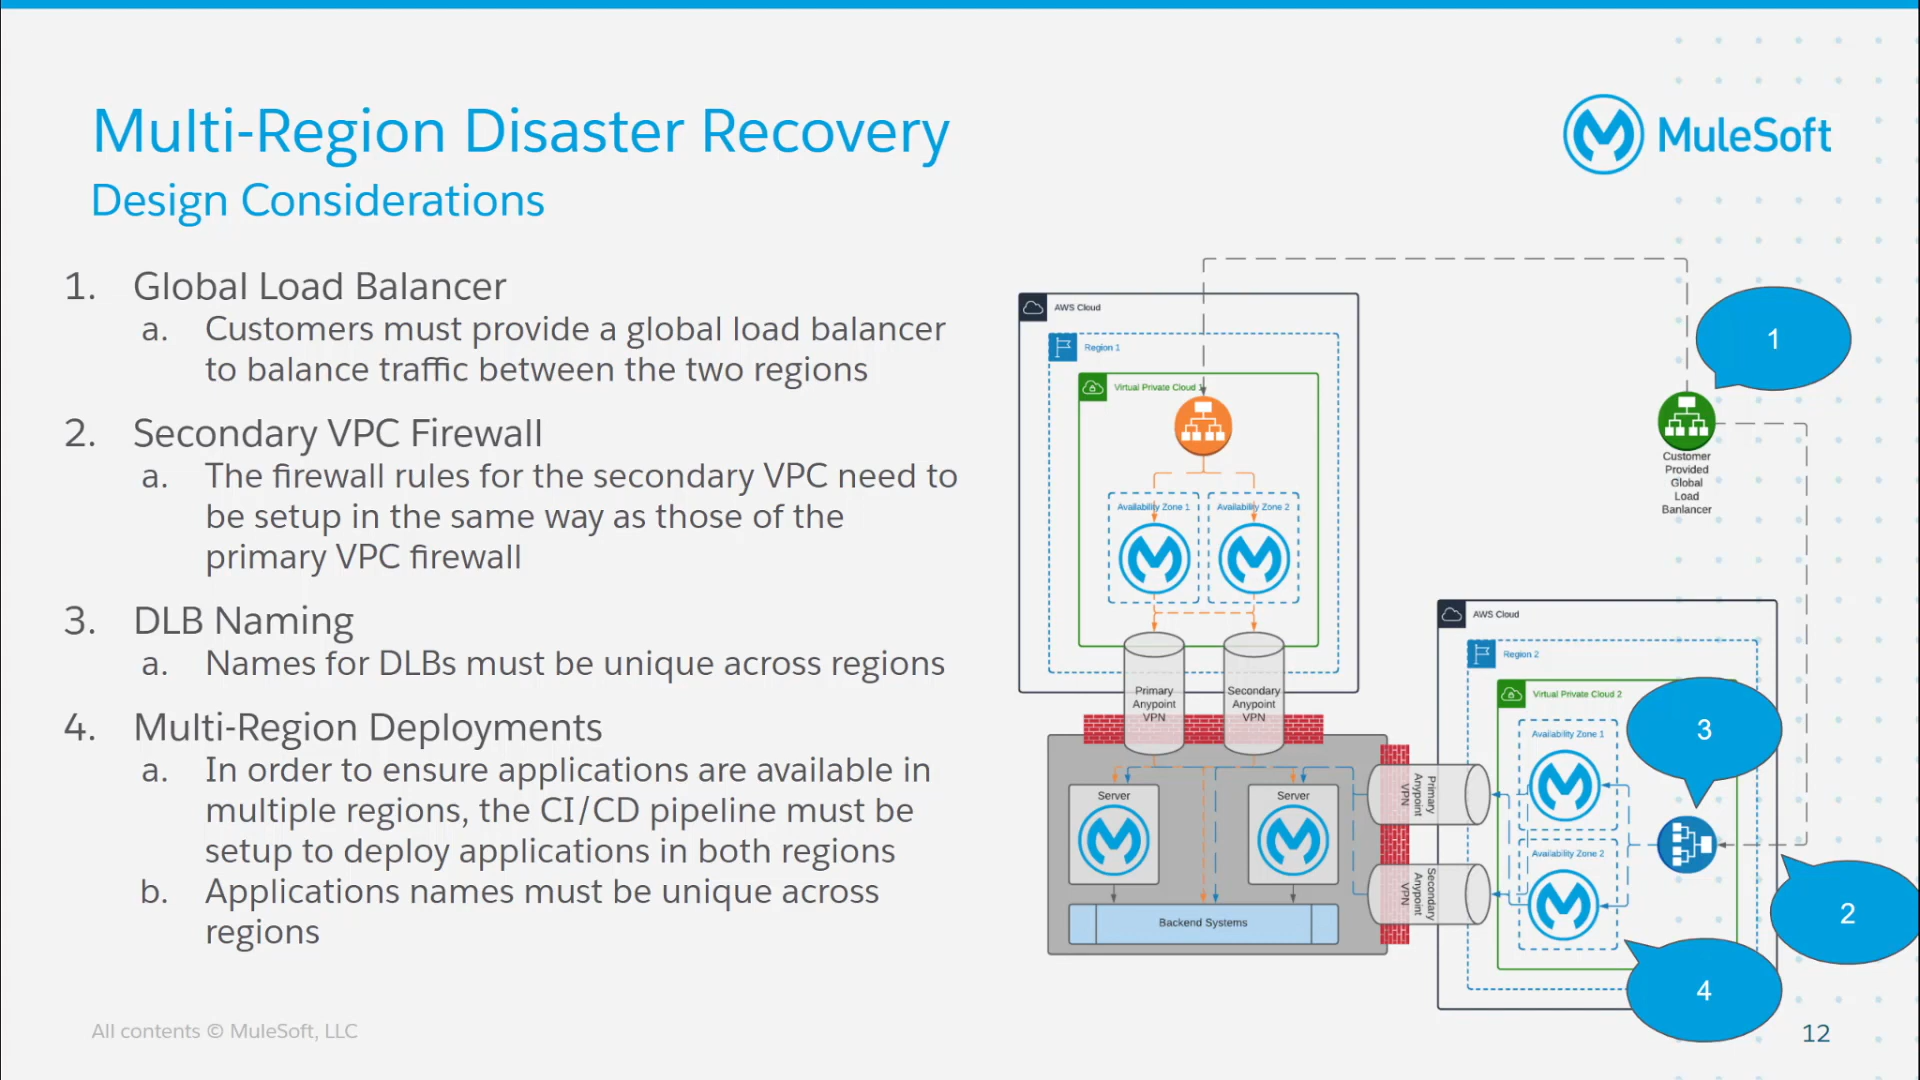 Multi-Region Disaster Recovery
Design Considerations
MuleSoft
1. Global Load Balancer
a. Customers must provide a global load balancer
to balance traffic between the two regions
2. Secondary VPC Firewall
a. The firewall rules for the secondary VPC need to
be setup in the same way as those of the
primary VPC firewall
3. DLB Naming
a. Names for DLBs must be unique across regions
4. Multi-Region Deployments
a. In order to ensure applications are available in
multiple regions, the CI/CD pipeline must be
setup to deploy applications in both regions
b. Applications names must be unique across
regions
AWS Cloud
Region 1
Virtual Private Cloud 1
Availability Zone 1
Availability Zone 2
Primary
Anypoint
VPN
Secondary
Anypoint
VPN
1
Customer
Provided
Global
Load
Banlancer
AWS Cloud
Region 2
Virtual Private Cloud 2
Availability Zone 1
3
Server
Server
Primary
Anypoint
VPN
Availability Zone 2
Secondary
Anypoint
VPN
Backend Systems
2
4
All contents © MuleSoft, LLC
12